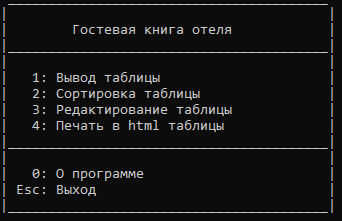 Гостевая книга отеля
1: Вывод таблицы
2: Сортировка таблицы
3: Редактирование таблицы
4: Печать в html таблицы
0: О программе
Esc: Выход